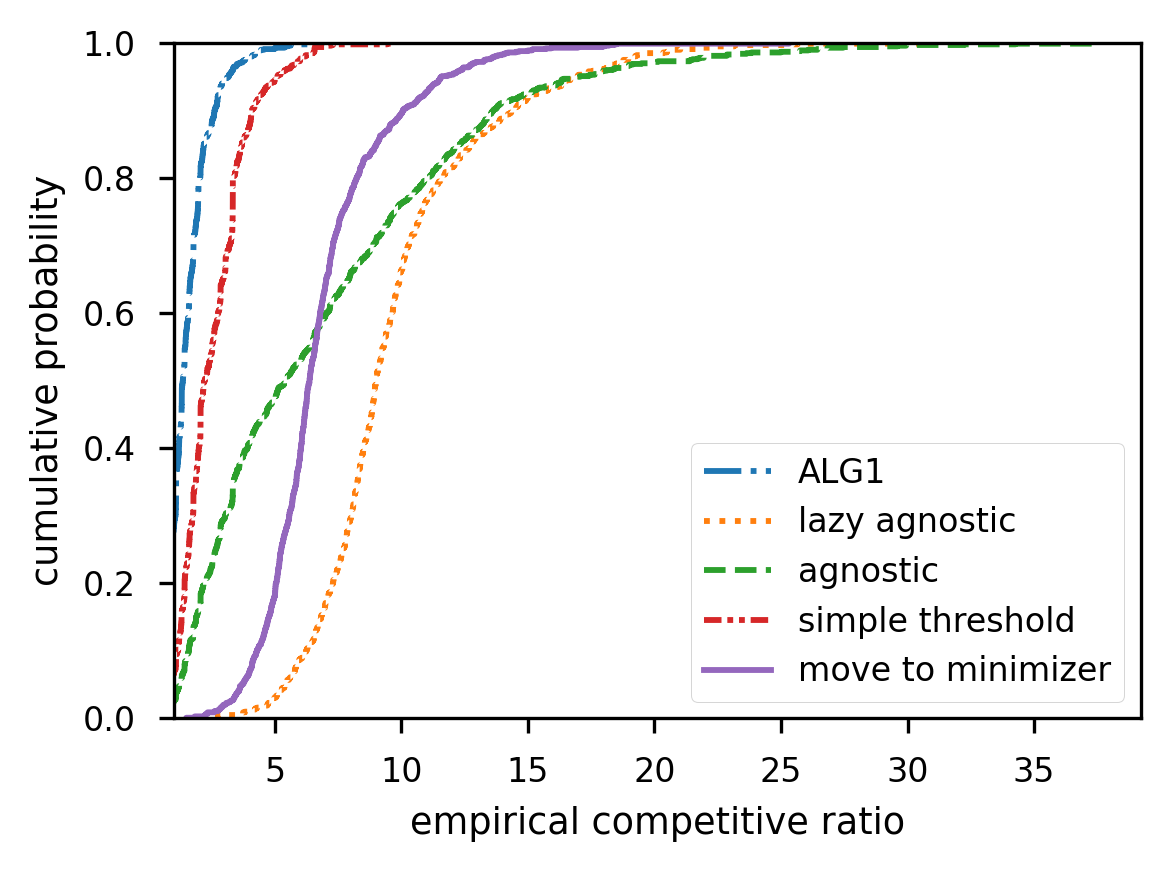 1.0
0.8
0.6
0.4
0.2
0.0
cumulative probability
5 10 15 20 25 30 35
empirical competitive ratio
ALG1
lazy agnostic
agnostic
simple threshold
move to minimizer